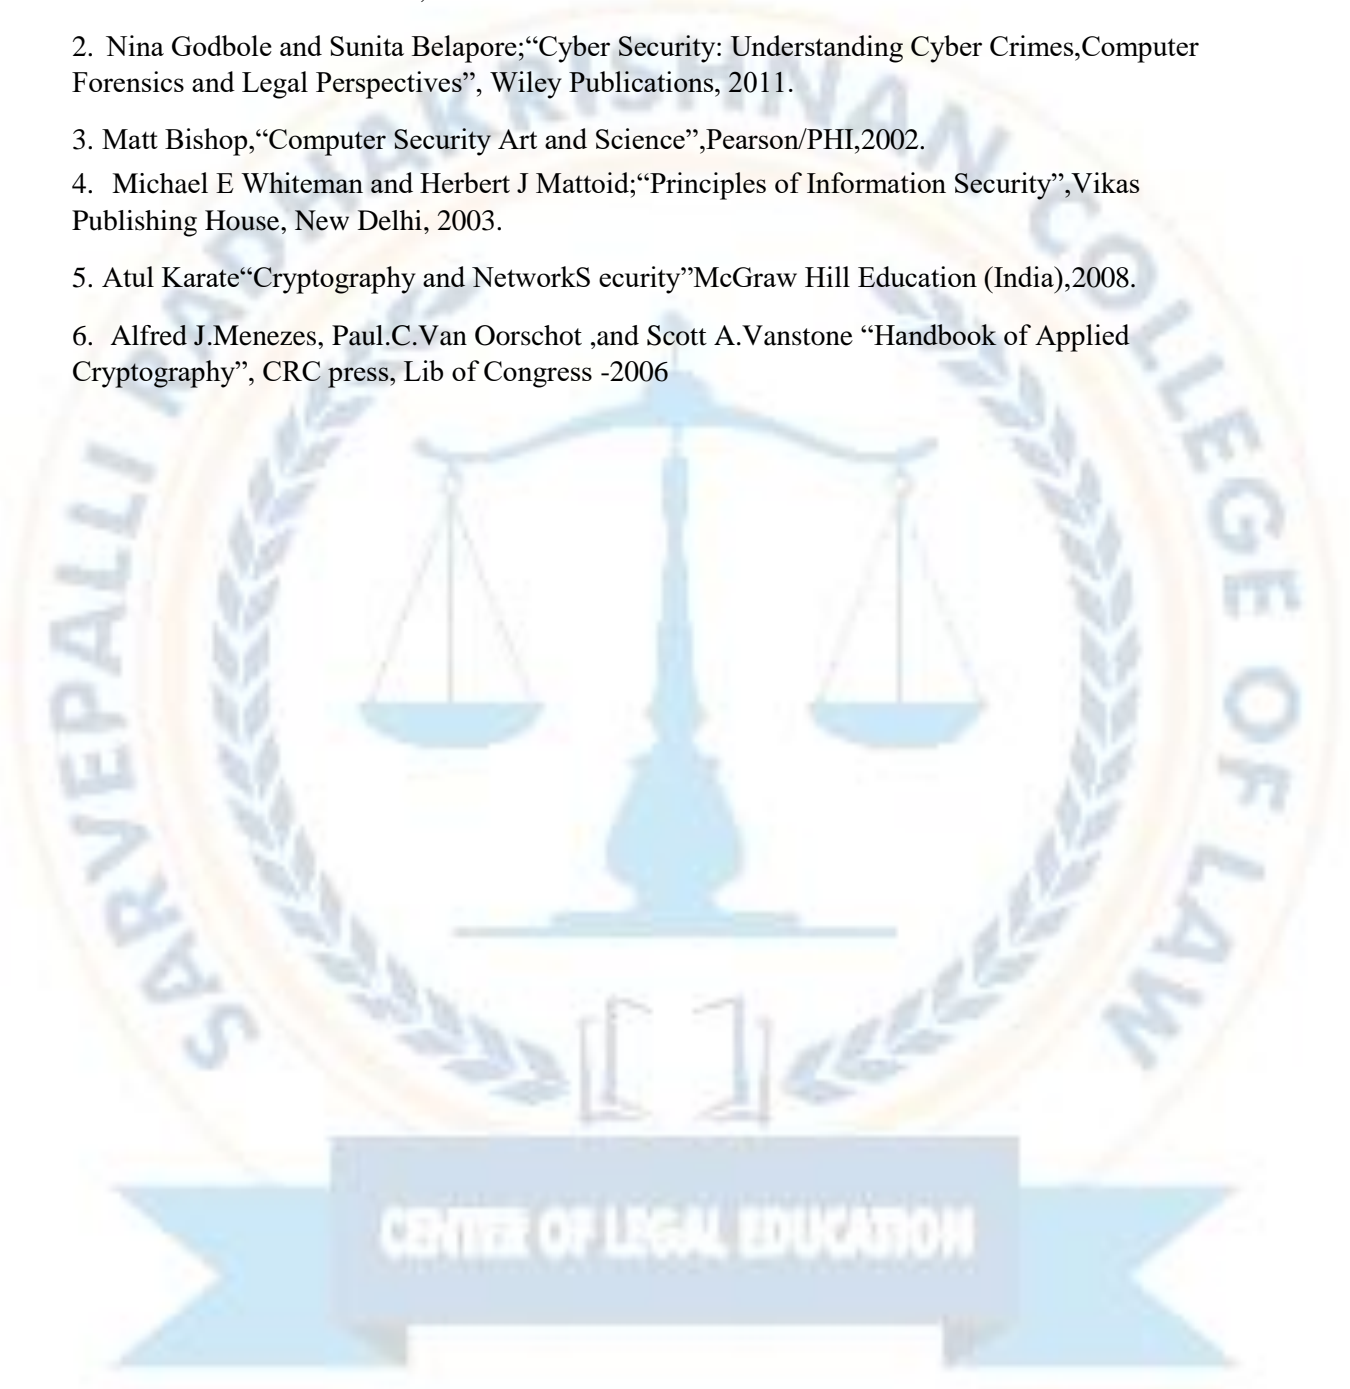 2. Nina Godbole and Sunita Belapore;“Cyber Security: Understanding Cyber Crimes,Computer
Forensics and Legal Perspectives”, Wiley Publications, 2011.
3. Matt Bishop,“Computer Security Art and Science”,Pearson/PHI,2002.
4. Michael E Whiteman and Herbert J Mattoid;“Principles of Information Security”,Vikas
Publishing House, New Delhi, 2003.
5. Atul Karate“Cryptography and NetworkS ecurity”McGraw Hill Education (India),2008.
6. Alfred J.Menezes, Paul.C.Van Oorschot ,and Scott A.Vanstone “Handbook of Applied
Cryptography”, CRC press, Lib of Congress -2006
SARVEPALLI RADHAKRISHNAN COLLEGE OF LAW
CENTER OF LEGAL EDUCATION